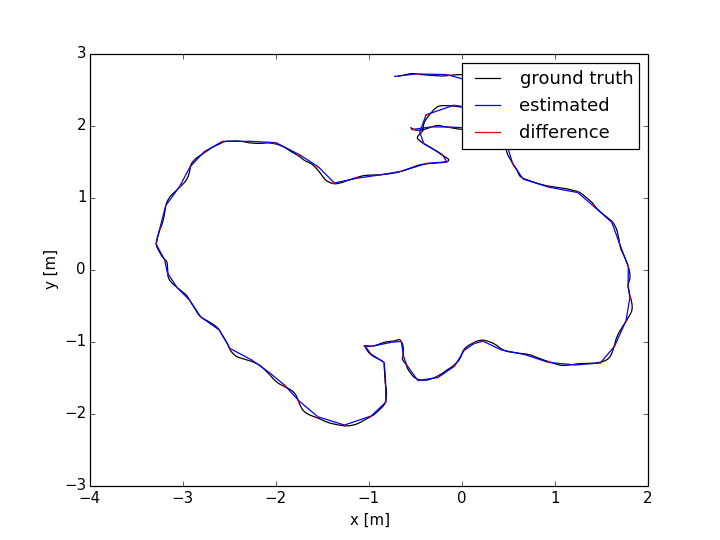 3
2
1
0
−1
−2
−3
−4
−3
−2
−1
0
1
2
y [m]
x [m]
ground truth
estimated
difference